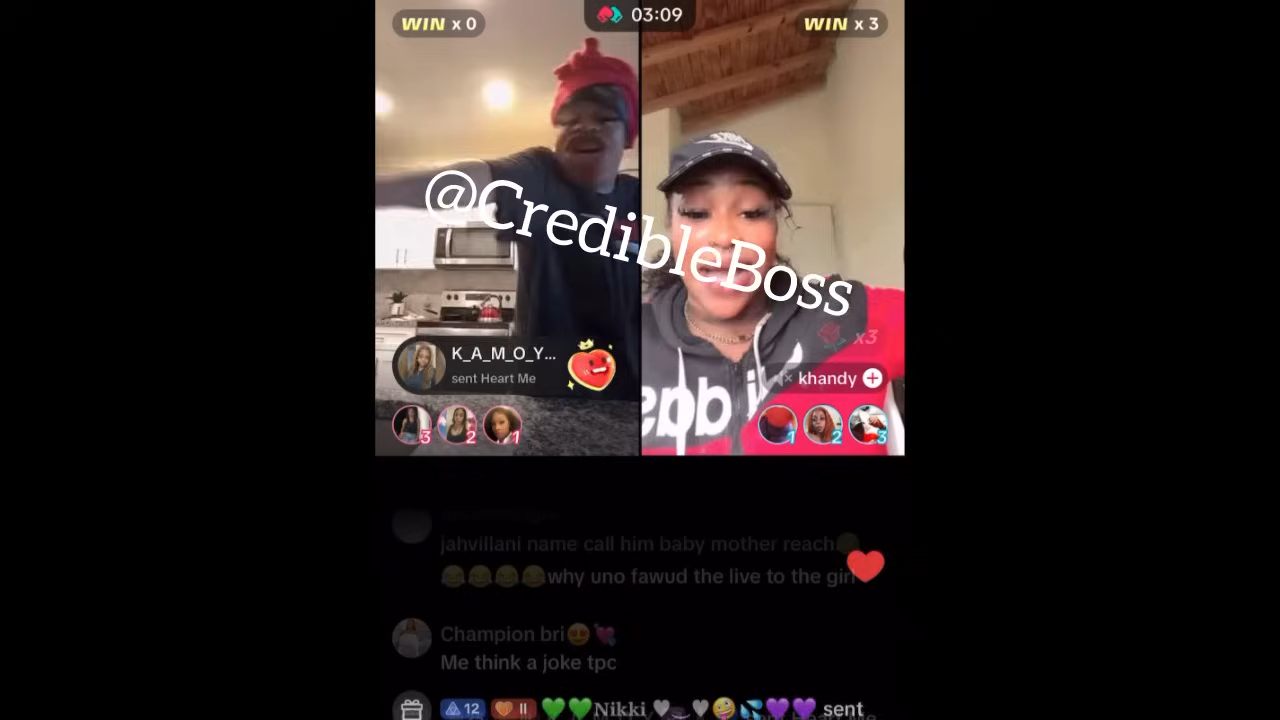 WIN x 0
03:09
WIN x 3
@CredibleBoss
K_A_M_O_Y...
sent Heart Me
x3
khandy
3 2 1
1 2 3
jahvillani name call him baby mother reach
😂😂😂😂why uno fawud the live to the girl
Champion bri😍💘
Me think a joke tpc
12 II 💚💚Nikki 🤪💦💜💜 sent